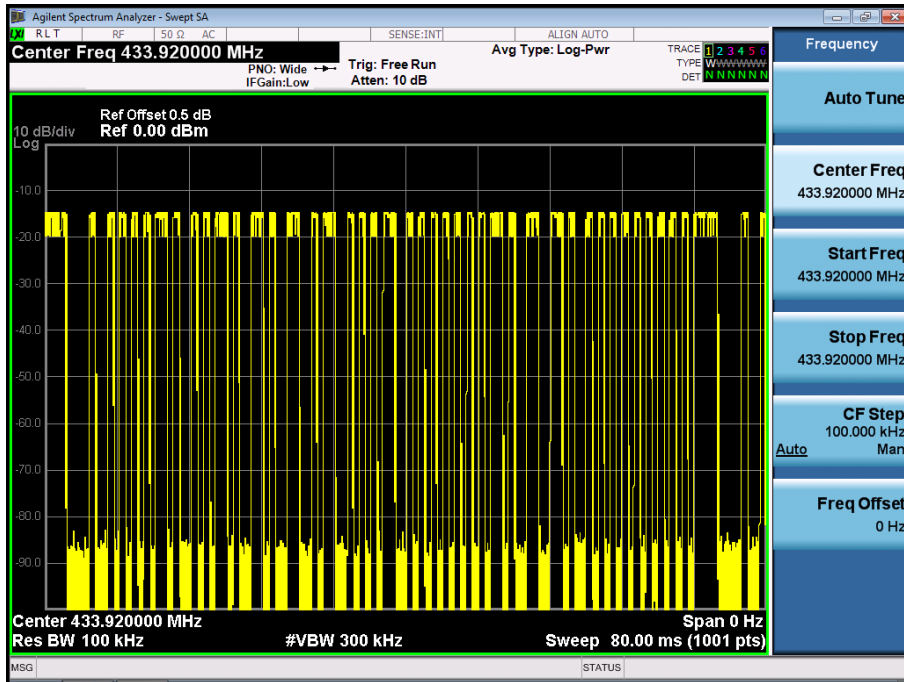 Agilent Spectrum Analyzer - Swept SA
LXI RLT RF 50 Ω AC SENSE:INT ALIGN AUTO
Center Freq 433.920000 MHz
PNO: Wide
IFGain:Low
Trig: Free Run
Atten: 10 dB
Avg Type: Log-Pwr
TRACE 1 2 3 4 5 6
TYPE WWWWWW
DET N N N N N N
Ref Offset 0.5 dB
10 dB/div Ref 0.00 dBm
Log
-10.0
-20.0
-30.0
-40.0
-50.0
-60.0
-70.0
-80.0
-90.0
Center 433.920000 MHz Span 0 Hz
Res BW 100 kHz #VBW 300 kHz Sweep 80.00 ms (1001 pts)
MSG STATUS
Frequency
Auto Tune
Center Freq
433.920000 MHz
Start Freq
433.920000 MHz
Stop Freq
433.920000 MHz
CF Step
100.000 kHz
Auto Man
Freq Offset
0 Hz